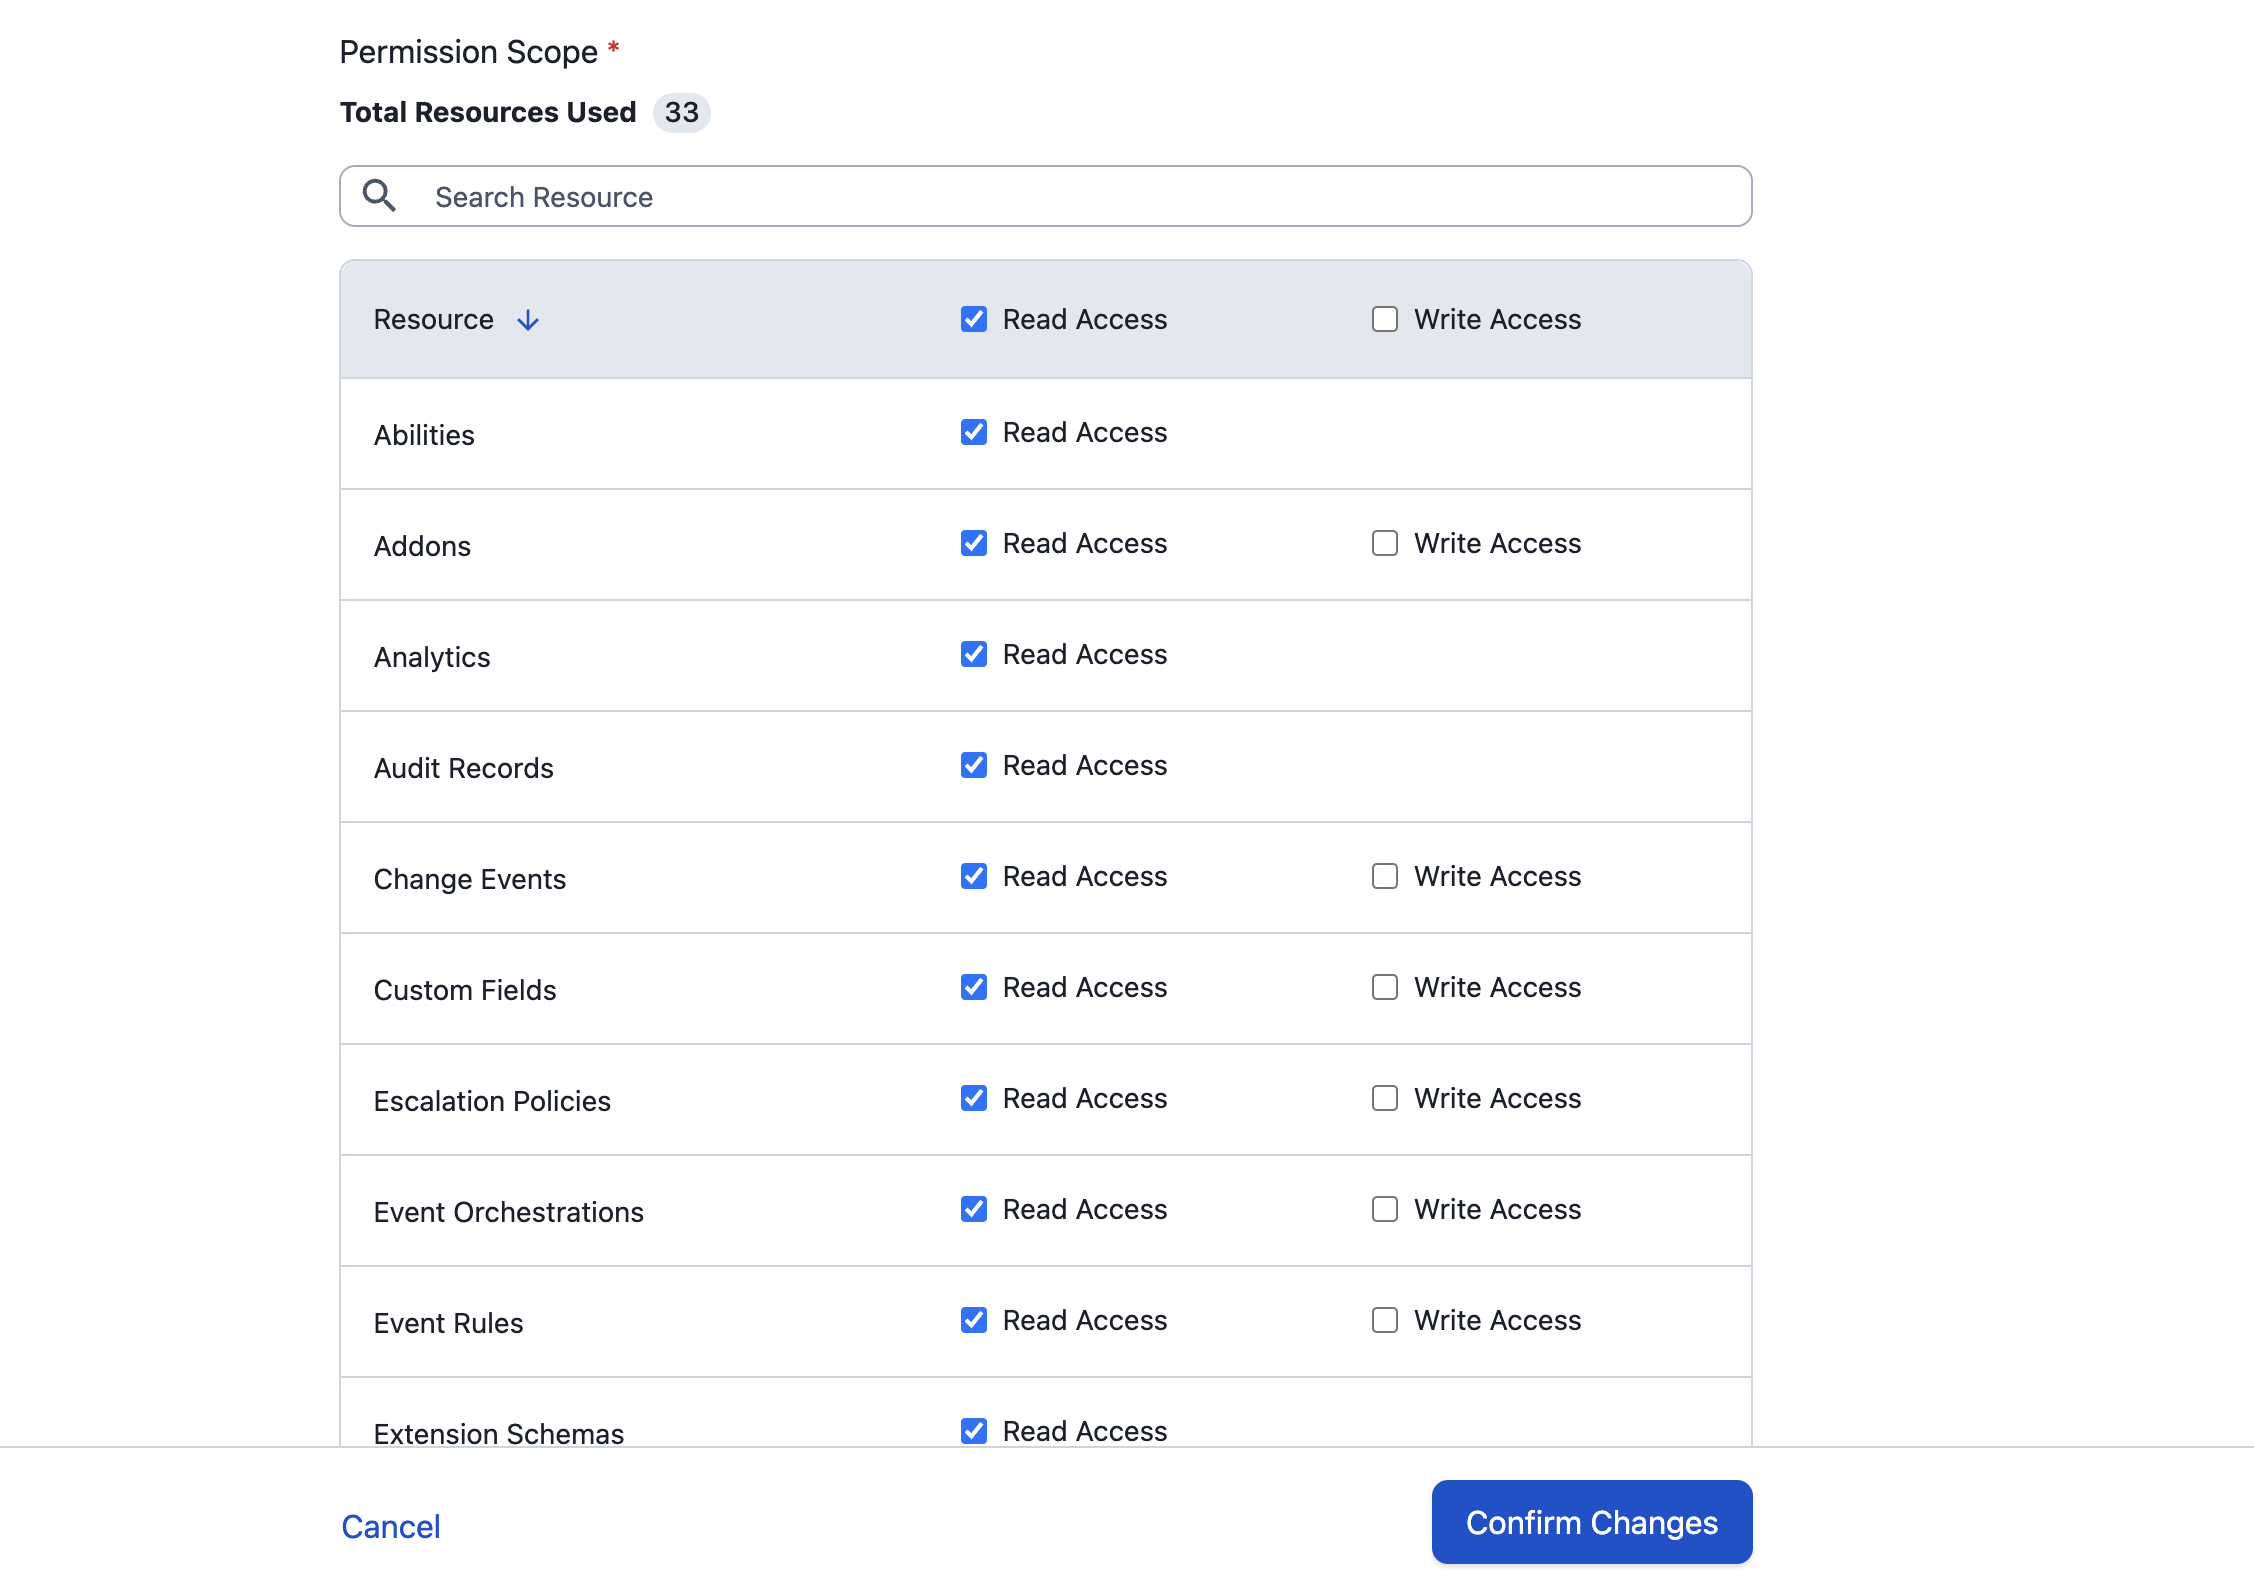 Permission Scope *
Total Resources Used 33
Search Resource
Resource Read Access Write Access
Abilities Read Access
Addons Read Access Write Access
Analytics Read Access
Audit Records Read Access
Change Events Read Access Write Access
Custom Fields Read Access Write Access
Escalation Policies Read Access Write Access
Event Orchestrations Read Access Write Access
Event Rules Read Access Write Access
Extension Schemas Read Access
Cancel Confirm Changes